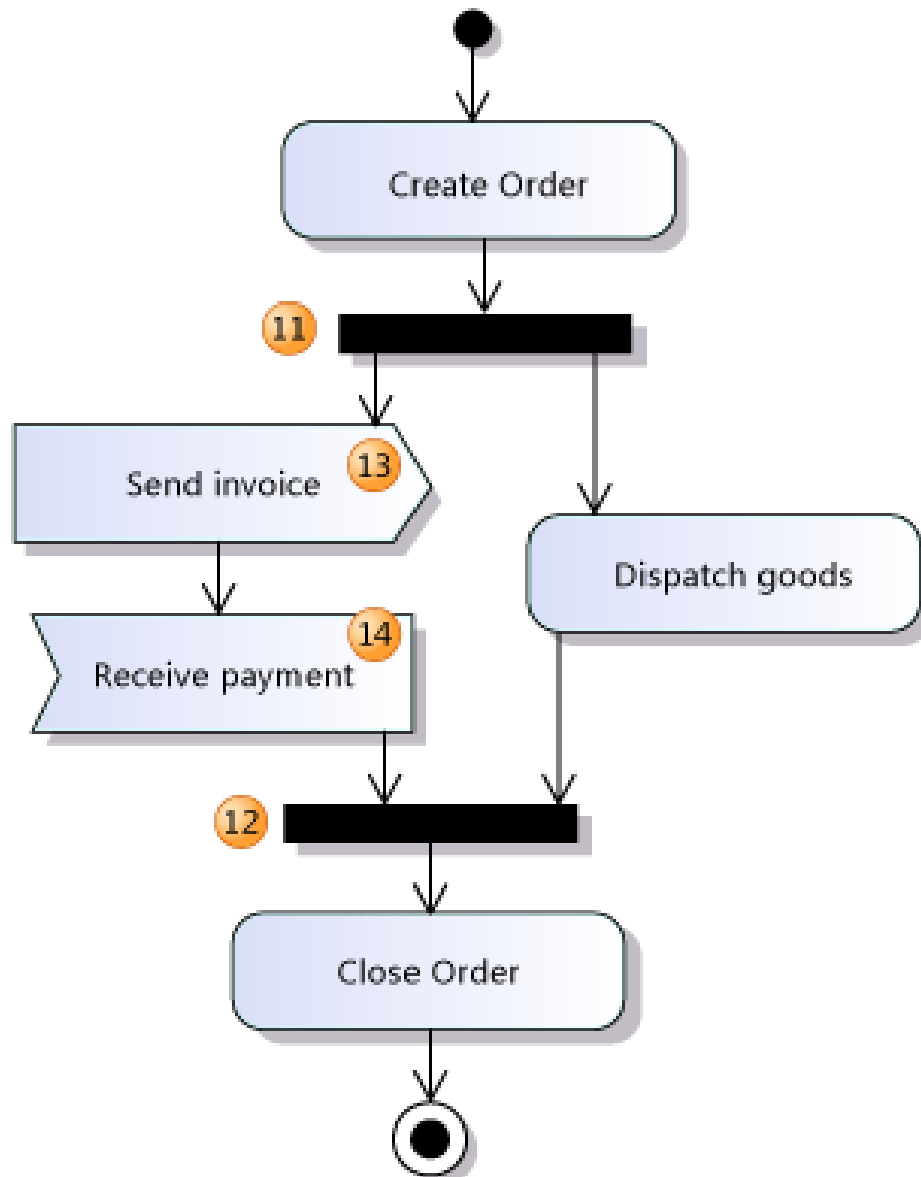 Create Order
11
13
Send invoice
Dispatch goods
14
Receive payment
12
Close Order